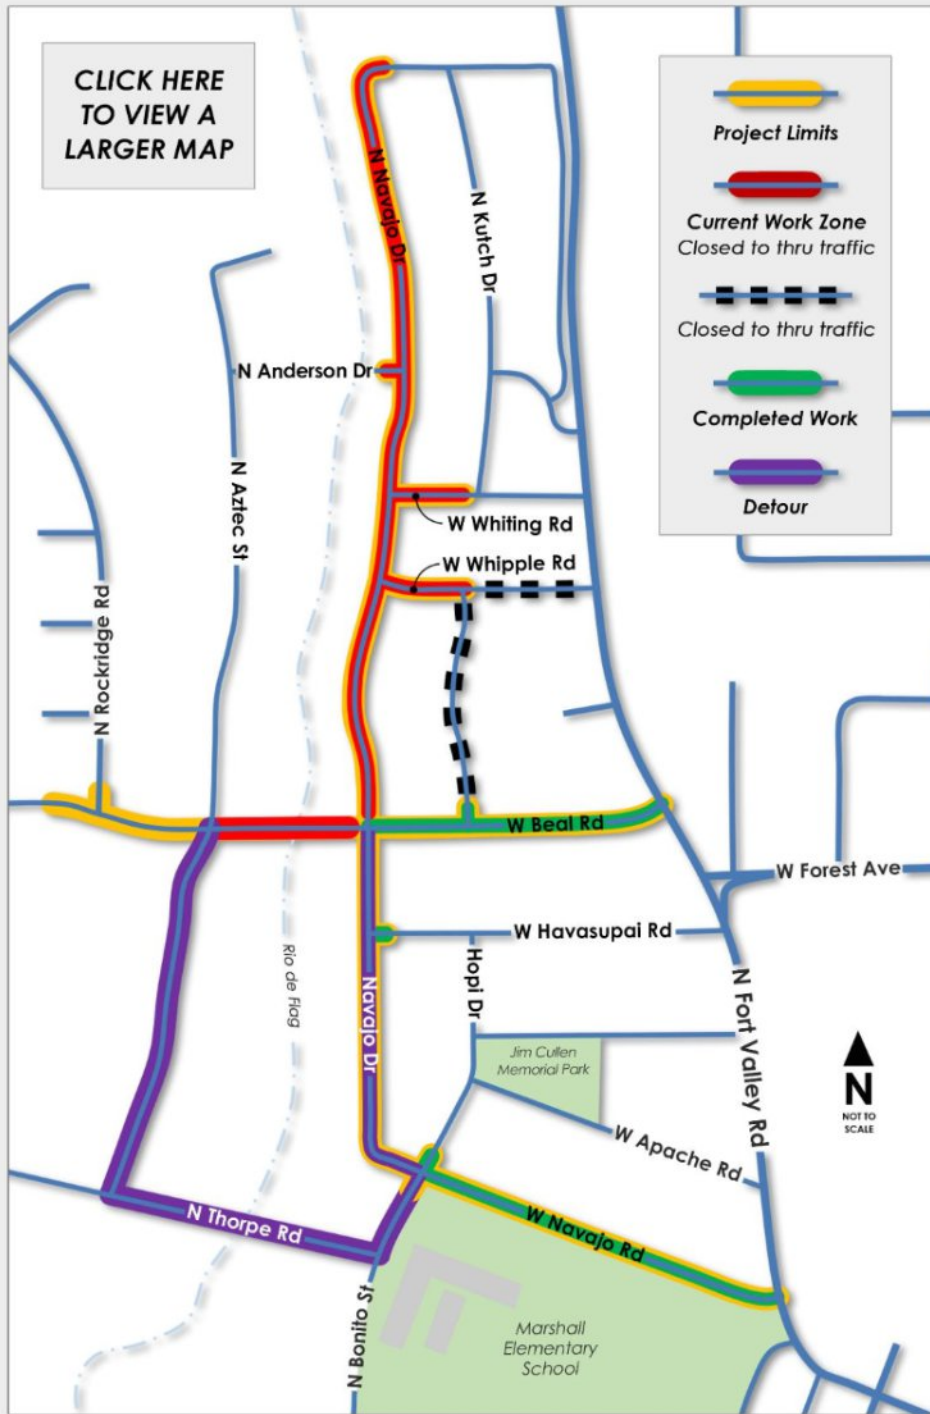 CLICK HERE
TO VIEW A
LARGER MAP
Project Limits
Current Work Zone
Closed to thru traffic
Closed to thru traffic
Completed Work
Detour
N Navajo Dr
N Kutch Dr
N Anderson Dr
N Aztec St
W Whiting Rd
W Whipple Rd
N Rockridge Rd
W Beal Rd
W Forest Ave
W Havasupai Rd
Hopi Dr
Rio de Flag
Navajo Dr
N Fort Valley Rd
Jim Cullen
Memorial Park
N
NOT TO
SCALE
W Apache Rd
N Thorpe Rd
W Navajo Rd
N Bonito St
Marshall
Elementary
School